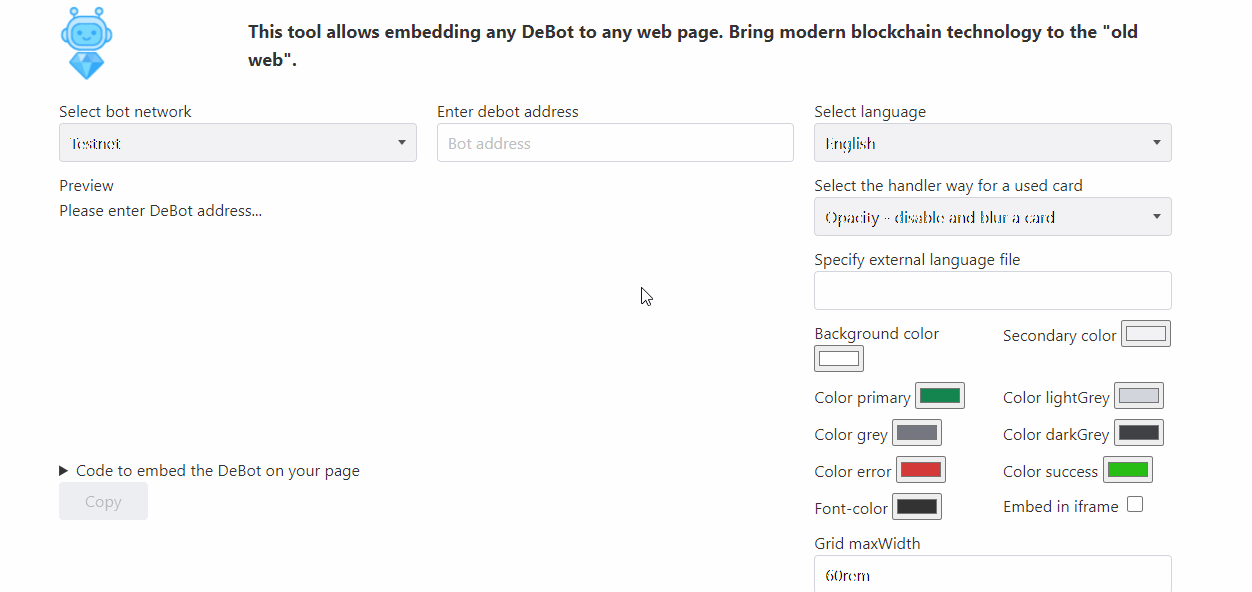 This tool allows embedding any DeBot to any web page. Bring modern blockchain technology to the "old
web".
Select bot network
Testnet
Enter debot address
Bot address
Select language
English
Preview
Please enter DeBot address...
Select the handler way for a used card
Opacity - disable and blur a card
Specify external language file
Background color
Secondary color
Color primary
Color lightGrey
Color grey
Color darkGrey
Color error
Color success
Font-color
Embed in iframe
Grid maxWidth
60rem
Code to embed the DeBot on your page
Copy